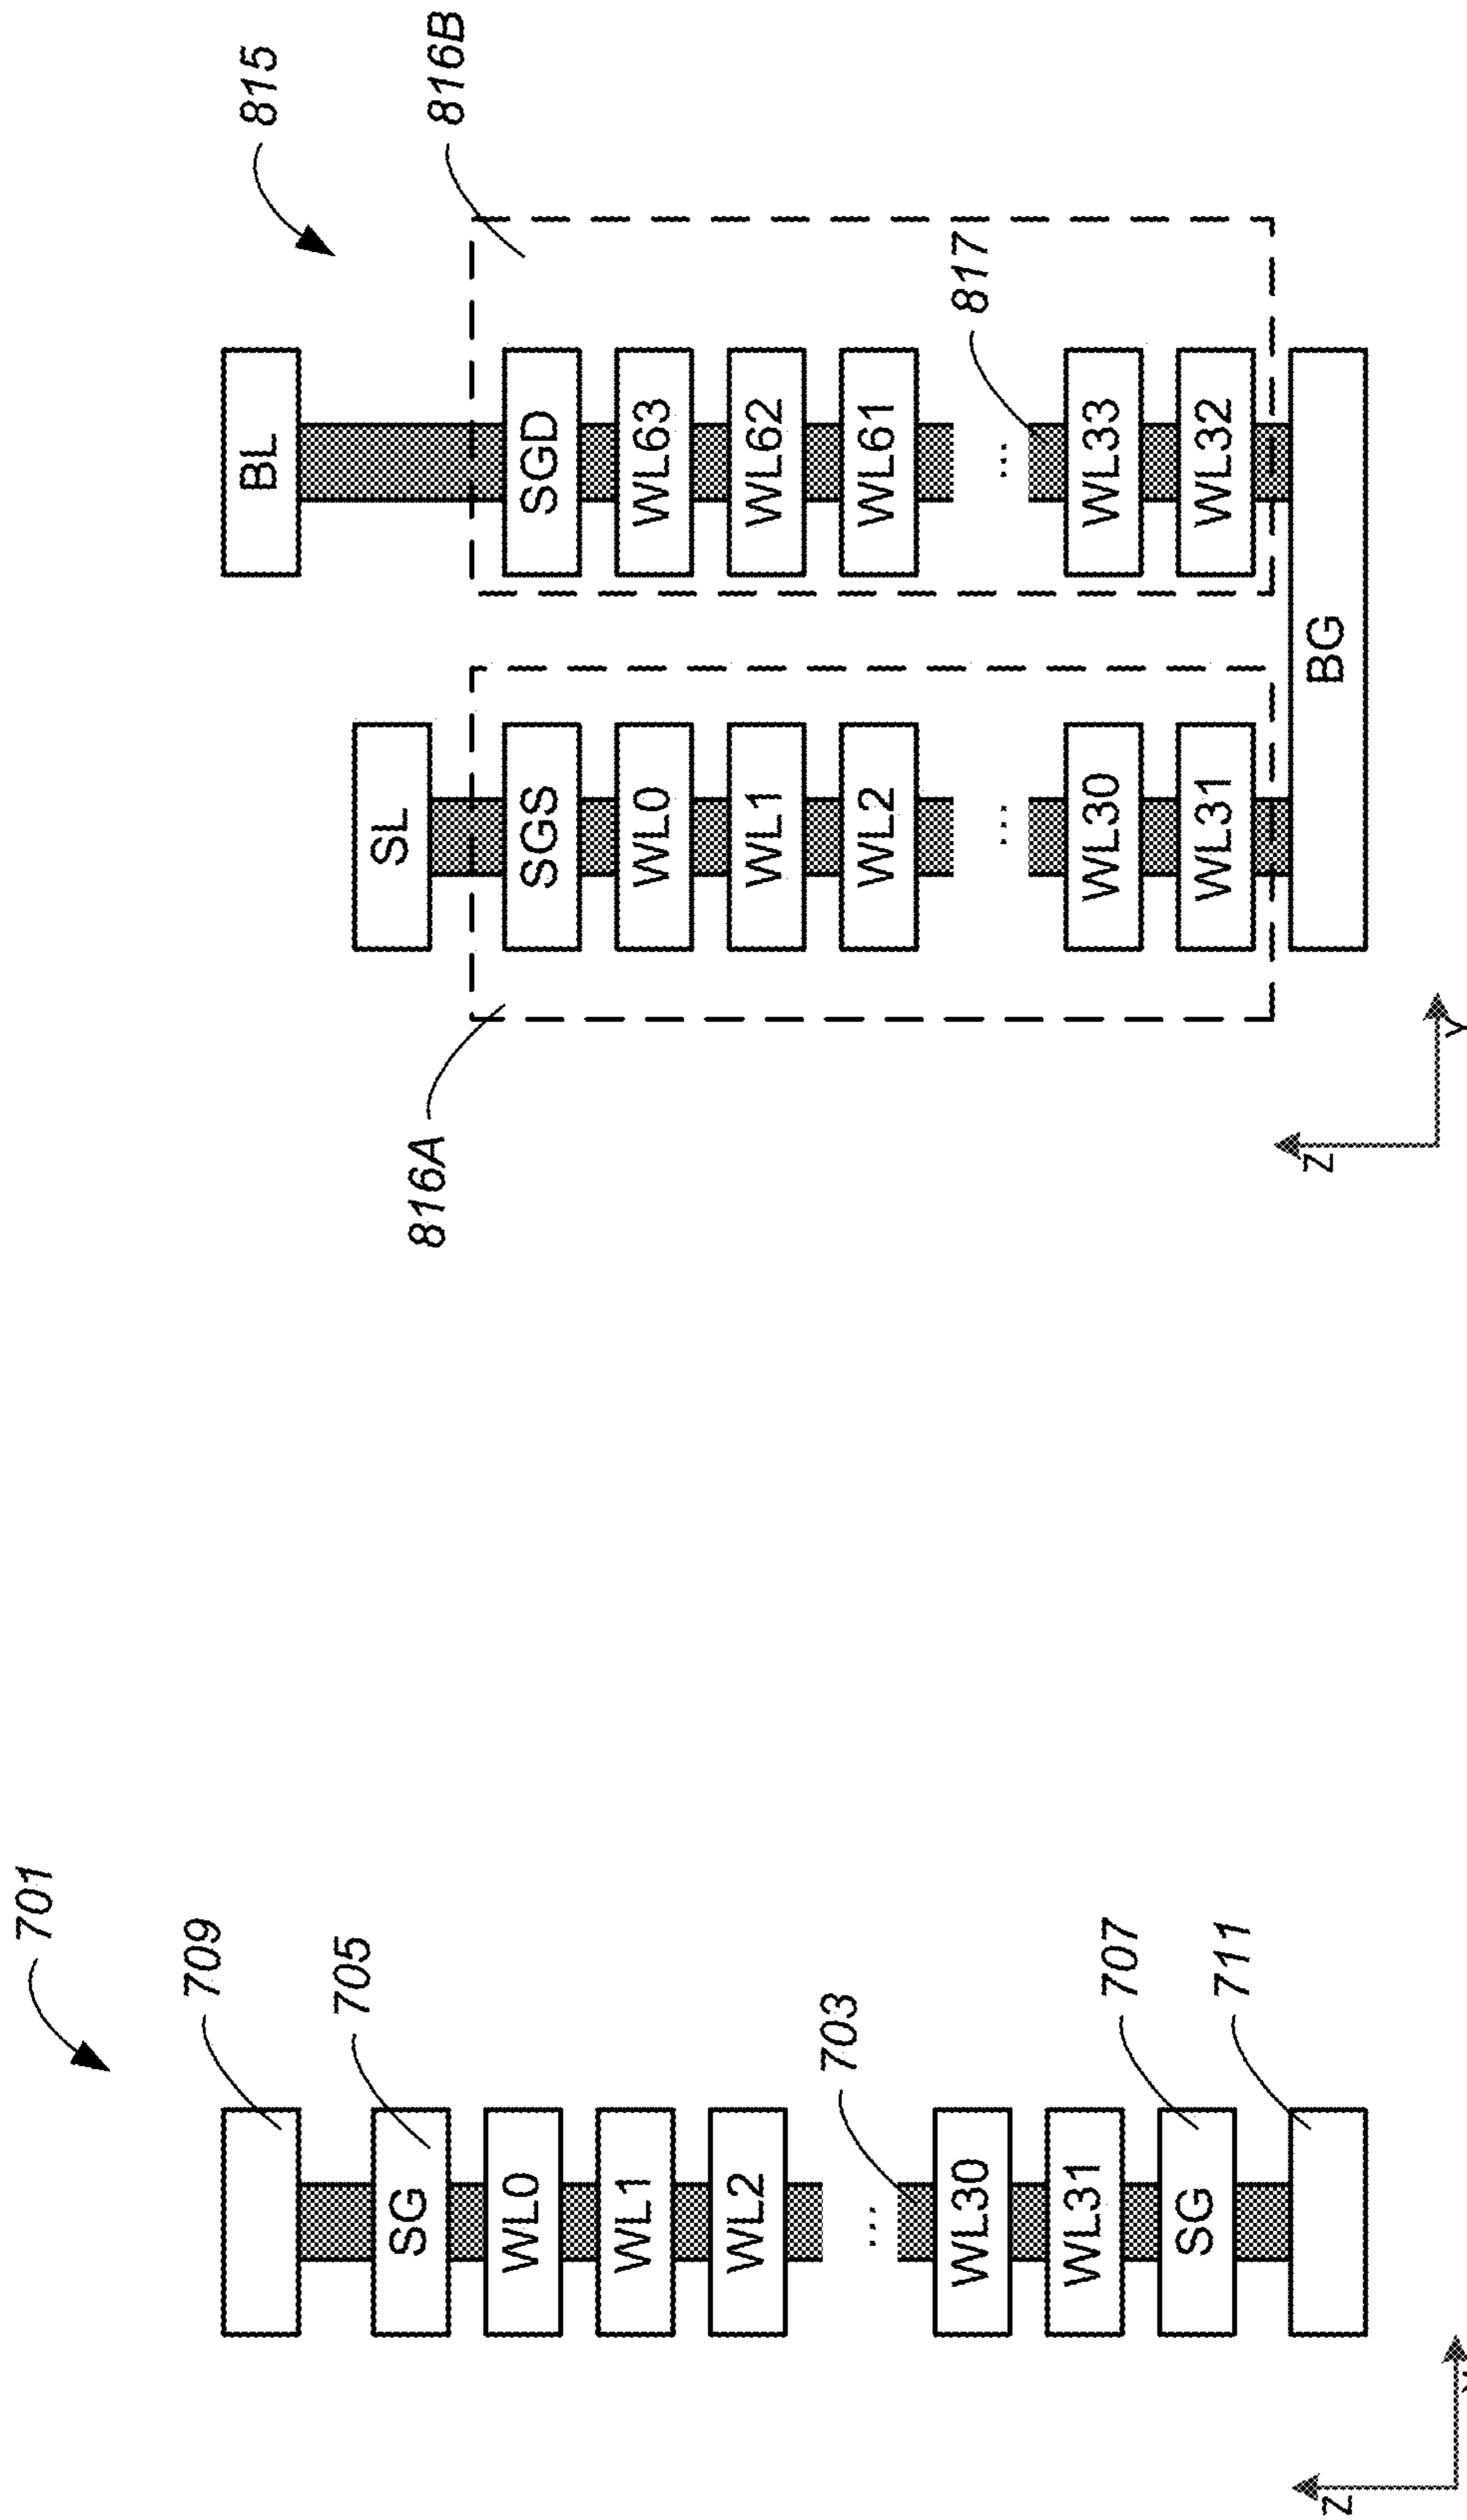 701
709
705
SG
WL0
WL1
WL2
703
...
WL30
WL31
707
SG
711
Z
815
816B
BL
SGD
WL63
WL62
WL61
817
...
WL33
WL32
816A
SL
SGS
WL0
WL1
WL2
...
WL30
WL31
BG
Z
Y